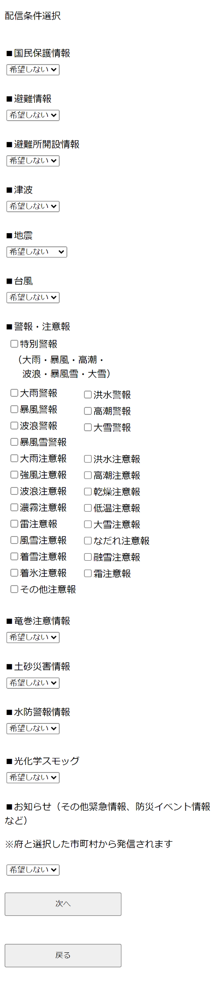 配信条件選択
■国民保護情報
希望しない
■避難情報
希望しない
■避難所開設情報
希望しない
■津波
希望しない
■地震
希望しない
■台風
希望しない
■警報・注意報
特別警報
（大雨・暴風・高潮・
波浪・暴風雪・大雪）
大雨警報 洪水警報
暴風警報 高潮警報
波浪警報 大雪警報
暴風雪警報
大雨注意報 洪水注意報
強風注意報 高潮注意報
波浪注意報 乾燥注意報
濃霧注意報 低温注意報
雷注意報 大雪注意報
風雪注意報 なだれ注意報
着雪注意報 融雪注意報
着氷注意報 霜注意報
その他注意報
■竜巻注意情報
希望しない
■土砂災害情報
希望しない
■水防警報情報
希望しない
■光化学スモッグ
希望しない
■お知らせ（その他緊急情報、防災イベント情報
など）
※府と選択した市町村から発信されます
希望しない
次へ
戻る